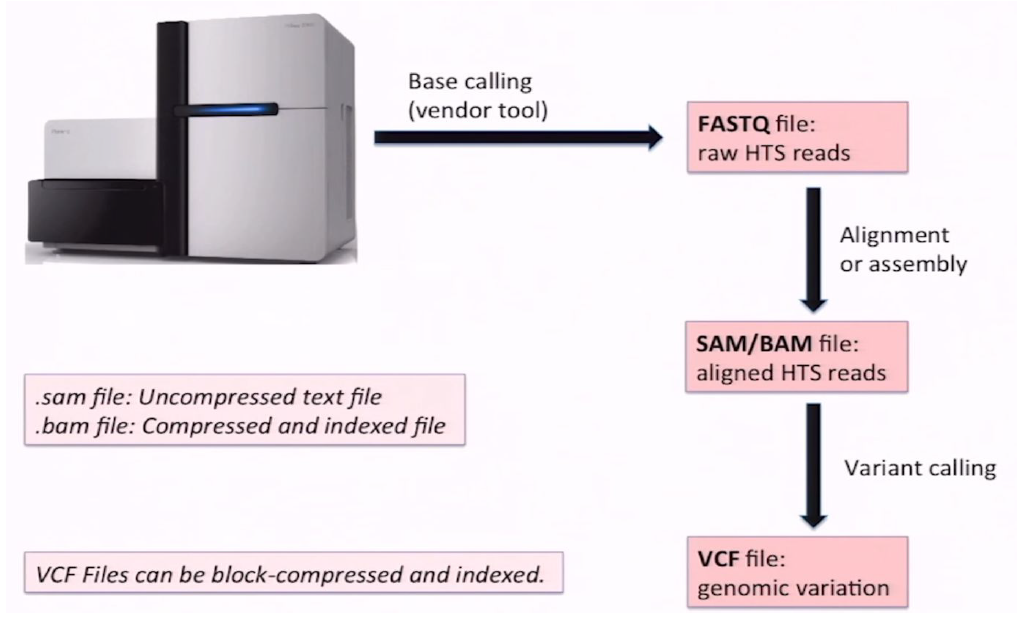 Base calling
(vendor tool)
FASTQ file:
raw HTS reads
Alignment
or assembly
SAM/BAM file:
aligned HTS reads
.sam file: Uncompressed text file
.bam file: Compressed and indexed file
Variant calling
VCF file:
genomic variation
VCF Files can be block-compressed and indexed.